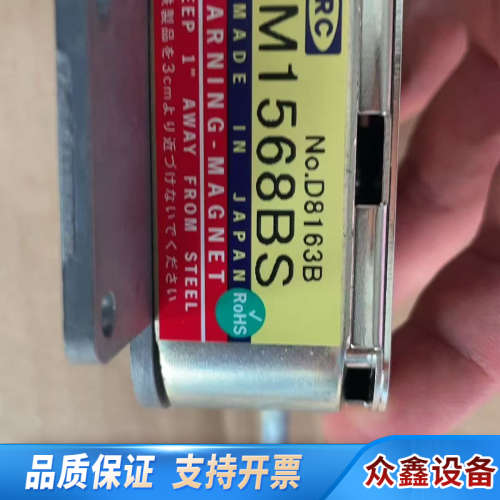 RC
M1568BS
No.D8163B
MADE IN JAPAN
RoHS
ARNING-MAGNET
EEP 1" AWAY FROM STEEL
鉄製品を3cmより近づけないでください
品质保证 支持开票
众鑫设备